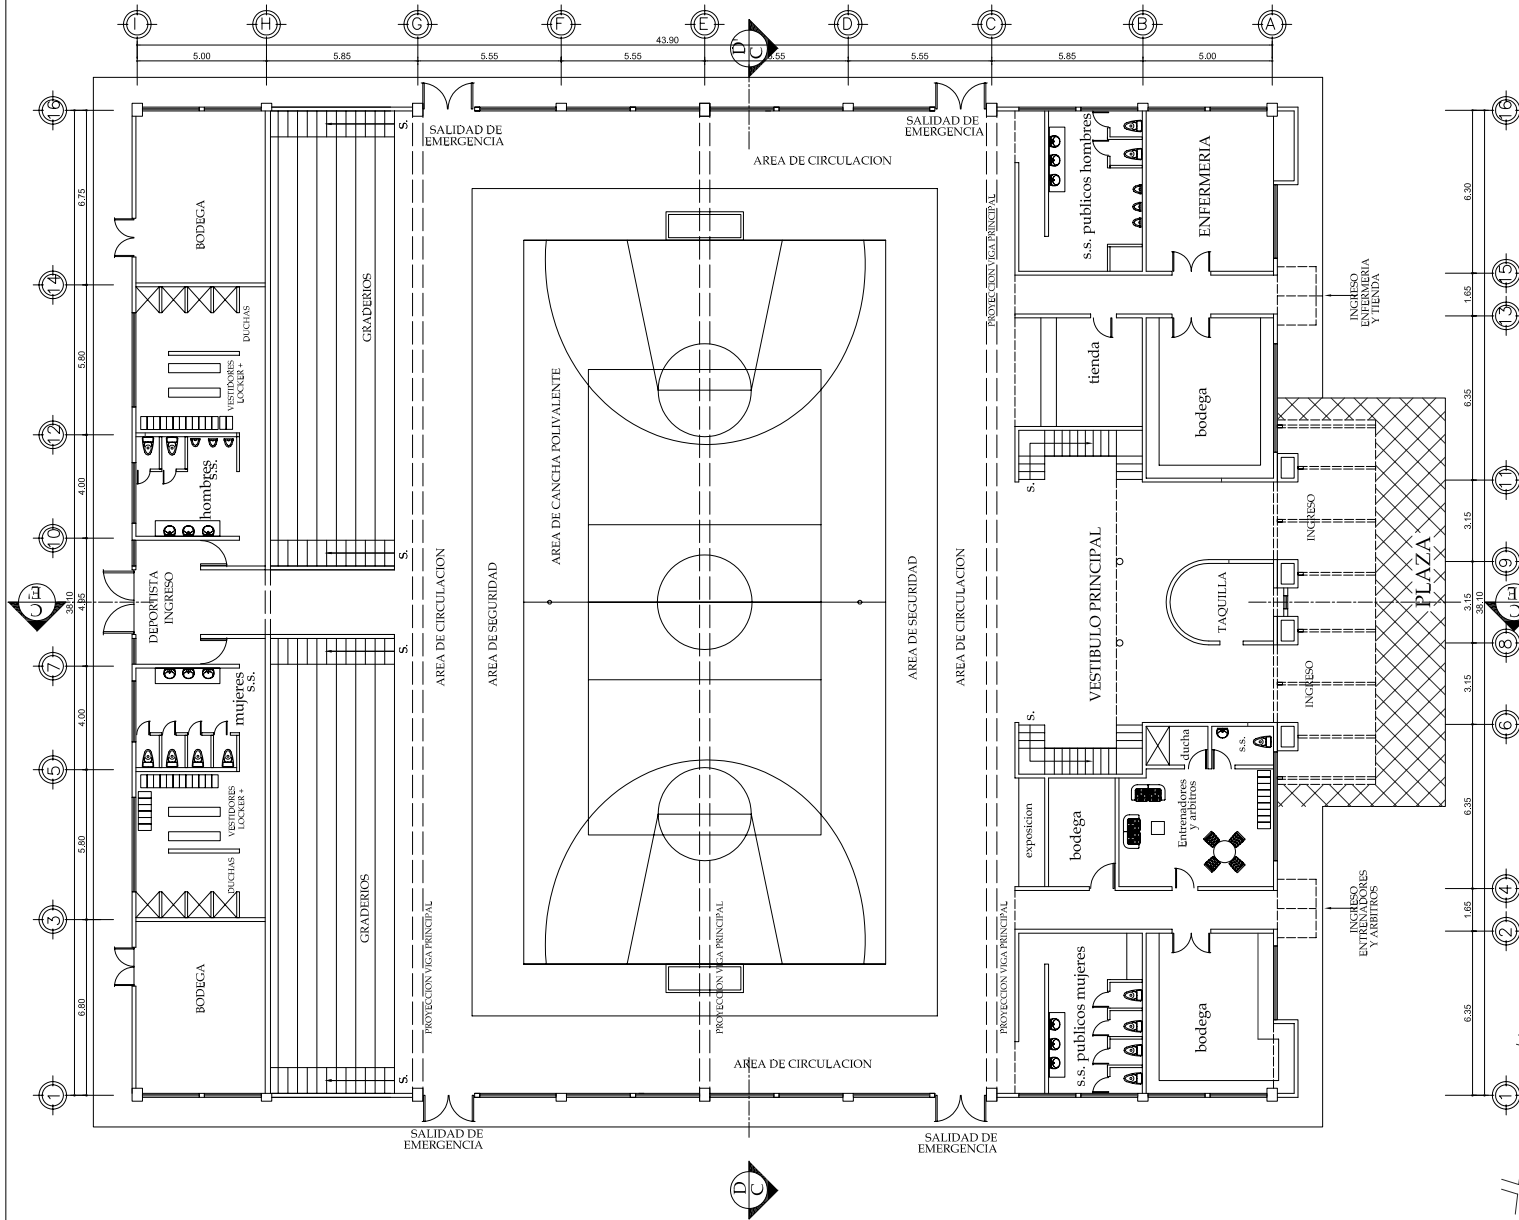 I
H
G
F
E
D
C
B
A
43.90
5.00
5.85
5.55
5.55
5.55
5.55
5.85
5.00
D'
C
16
14
12
10
7
5
3
1
6.75
5.80
4.00
4.95
4.00
5.80
6.80
38.10
E'
C
16
15
13
11
9
8
6
4
2
1
6.30
1.65
6.35
3.15
3.15
3.15
6.35
1.65
6.35
38.10
SALIDAD DE
EMERGENCIA
SALIDAD DE
EMERGENCIA
AREA DE CIRCULACION
BODEGA
GRADERIOS
s.
DUCHAS
VESTIDORES
LOCKER +
hombres
s.s.
s.
DEPORTISTA
INGRESO
s.
mujeres
s.s.
VESTIDORES
LOCKER +
DUCHAS
GRADERIOS
BODEGA
s.
AREA DE CIRCULACION
AREA DE SEGURIDAD
AREA DE CANCHA POLIVALENTE
AREA DE SEGURIDAD
AREA DE CIRCULACION
PROYECCION VIGA PRINCIPAL
PROYECCION VIGA PRINCIPAL
PROYECCION VIGA PRINCIPAL
PROYECCION VIGA PRINCIPAL
s.s. publicos hombres
ENFERMERIA
INGRESO
ENFERMERIA
Y TIENDA
tienda
bodega
s.
VESTIBULO PRINCIPAL
TAQUILLA
INGRESO
INGRESO
PLAZA
s.
ducha
s.s.
exposicion
bodega
Entrenadores
y arbitros
INGRESO
ENTRENADORES
Y ARBITROS
s.s. publicos mujeres
bodega
AREA DE CIRCULACION
SALIDAD DE
EMERGENCIA
SALIDAD DE
EMERGENCIA
D
C